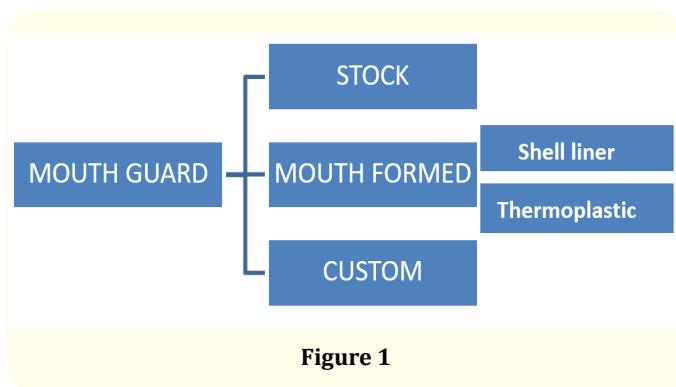 STOCK
MOUTH GUARD
MOUTH FORMED
Shell liner
Thermoplastic
CUSTOM
Figure 1